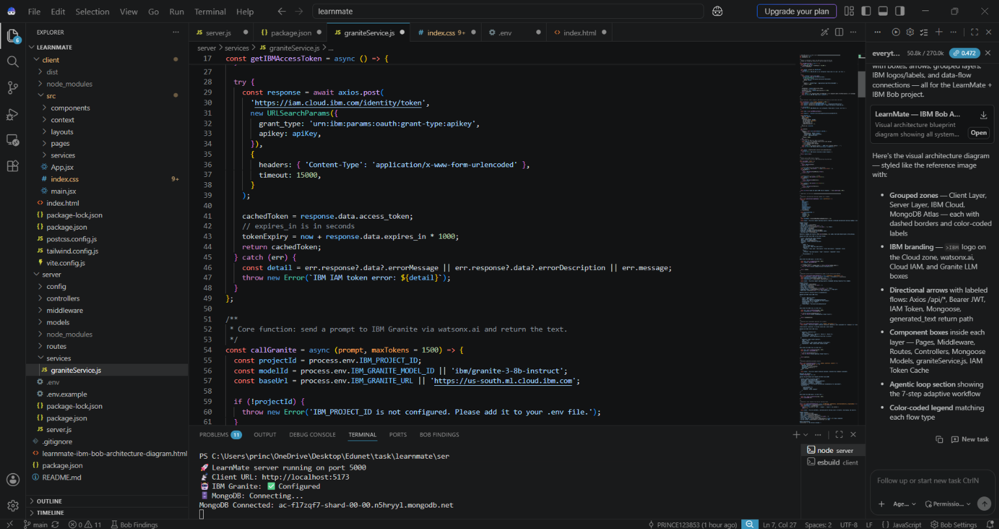 File Edit Selection View Go Run Terminal Help
learnmate
Upgrade your plan
EXPLORER
LEARNMATE
client
dist
node_modules
src
components
context
layouts
pages
services
App.jsx
index.css 9+
main.jsx
index.html
package-lock.json
package.json
postcss.config.js
tailwind.config.js
vite.config.js
server
config
controllers
middleware
models
node_modules
routes
services
JS graniteService.js
.env
.env.example
package-lock.json
package.json
JS server.js
.gitignore
learnmate-ibm-bob-architecture-diagram.html
package.json
README.md
OUTLINE
TIMELINE
JS server.js
{} package.json
JS graniteService.js
# index.css 9+
.env
<> index.html
server > services > JS graniteService.js > ...
17 const getIBMAccessToken = async () => {
27
28 try {
29 const response = await axios.post(
30 'https://iam.cloud.ibm.com/identity/token',
31 new URLSearchParams({
32 grant_type: 'urn:ibm:params:oauth:grant-type:apikey',
33 apikey: apiKey,
34 }),
35 {
36 headers: { 'Content-Type': 'application/x-www-form-urlencoded' },
37 timeout: 15000,
38 }
39 );
40
41 cachedToken = response.data.access_token;
42 // expires_in is in seconds
43 tokenExpiry = now + response.data.expires_in * 1000;
44 return cachedToken;
45 } catch (err) {
46 const detail = err.response?.data?.errorMessage || err.response?.data?.errorDescription || err.message;
47 throw new Error(`IBM IAM token error: ${detail}`);
48 }
49 };
50
51 /**
52 * Core function: send a prompt to IBM Granite via watsonx.ai and return the text.
53 */
54 const callGranite = async (prompt, maxTokens = 1500) => {
55 const projectId = process.env.IBM_PROJECT_ID;
56 const modelId = process.env.IBM_GRANITE_MODEL_ID || 'ibm/granite-3-8b-instruct';
57 const baseUrl = process.env.IBM_GRANITE_URL || 'https://us-south.ml.cloud.ibm.com';
58
59 if (!projectId) {
60 throw new Error('IBM_PROJECT_ID is not configured. Please add it to your .env file.');
61 }
PROBLEMS 11 OUTPUT DEBUG CONSOLE TERMINAL PORTS BOB FINDINGS
PS C:\Users\princ\OneDrive\Desktop\Edunet\task\learnmate\ser
🚀 LearnMate server running on port 5000
📡 Client URL: http://localhost:5173
🤖 IBM Granite: ✅ Configured
🗄 MongoDB: Connecting...
MongoDB Connected: ac-fl7zqf7-shard-00-00.n5hryyl.mongodb.net
node server
esbuild client
everyt... 50.8k / 270.0k 0.472
with boxes, arrows, grouped layers,
IBM logos/labels, and data-flow
connections — all for the LearnMate +
IBM Bob project.
LearnMate — IBM Bob A...
Visual architecture blueprint
diagram showing all system...
Open
Here's the visual architecture diagram
— styled like the reference image
with:
• Grouped zones — Client Layer,
Server Layer, IBM Cloud,
MongoDB Atlas — each with
dashed borders and color-coded
labels
• IBM branding — >IBM logo on
the Cloud zone, watsonx.ai,
Cloud IAM, and Granite LLM
boxes
• Directional arrows with labeled
flows: Axios /api/*, Bearer JWT,
IAM Token, Mongoose,
generated_text return path
• Component boxes inside each
layer — Pages, Middleware,
Routes, Controllers, Mongoose
Models, graniteService.js, IAM
Token Cache
• Agentic loop section showing
the 7-step adaptive workflow
• Color-coded legend matching
each flow type
New task
Follow up or start new task CtrlN
Age... Permissio...
main 0 11 Bob Findings
PRINCE123853 (1 hour ago) Ln 7, Col 27 Spaces: 2 UTF-8 LF {} JavaScript Bob Settings